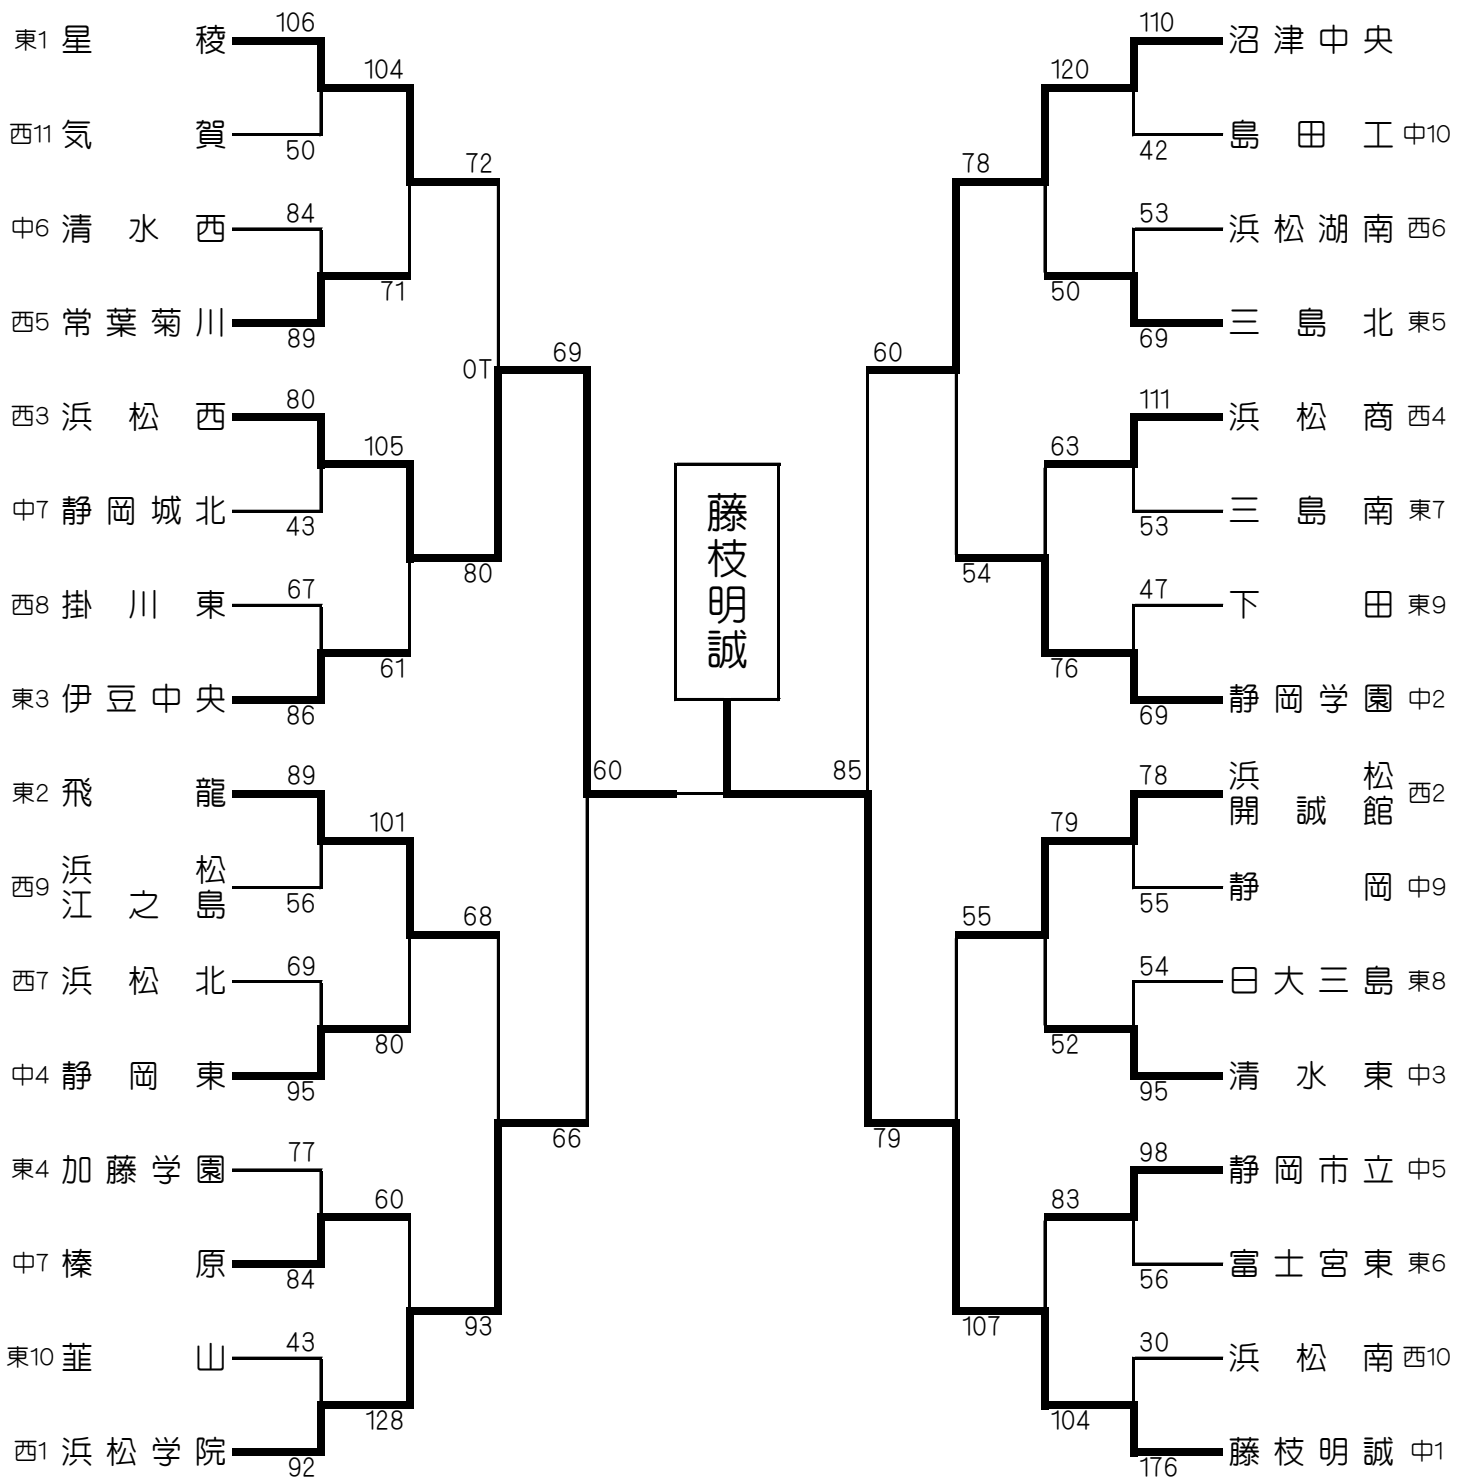 東1 星稜 106
104
西11 気賀 50
72
中6 清水西 84
71
西5 常葉菊川 89
OT 69
西3 浜松西 80
105
中7 静岡城北 43
80
西8 掛川東 67
61
東3 伊豆中央 86
60
東2 飛龍 89
101
西9 浜松
江之島 56
68
西7 浜松北 69
80
中4 静岡東 95
66
東4 加藤学園 77
60
中7 榛原 84
93
東10 韮山 43
128
西1 浜松学院 92
藤枝明誠
110 沼津中央
120
42 島田工 中10
78
53 浜松湖南 西6
50
69 三島北 東5
60
111 浜松商 西4
63
53 三島南 東7
54
47 下田 東9
76
69 静岡学園 中2
85
78 浜松
開誠館 西2
79
55 静岡 中9
55
54 日大三島 東8
52
95 清水東 中3
79
98 静岡市立 中5
83
56 富士宮東 東6
107
30 浜松南 西10
104
176 藤枝明誠 中1